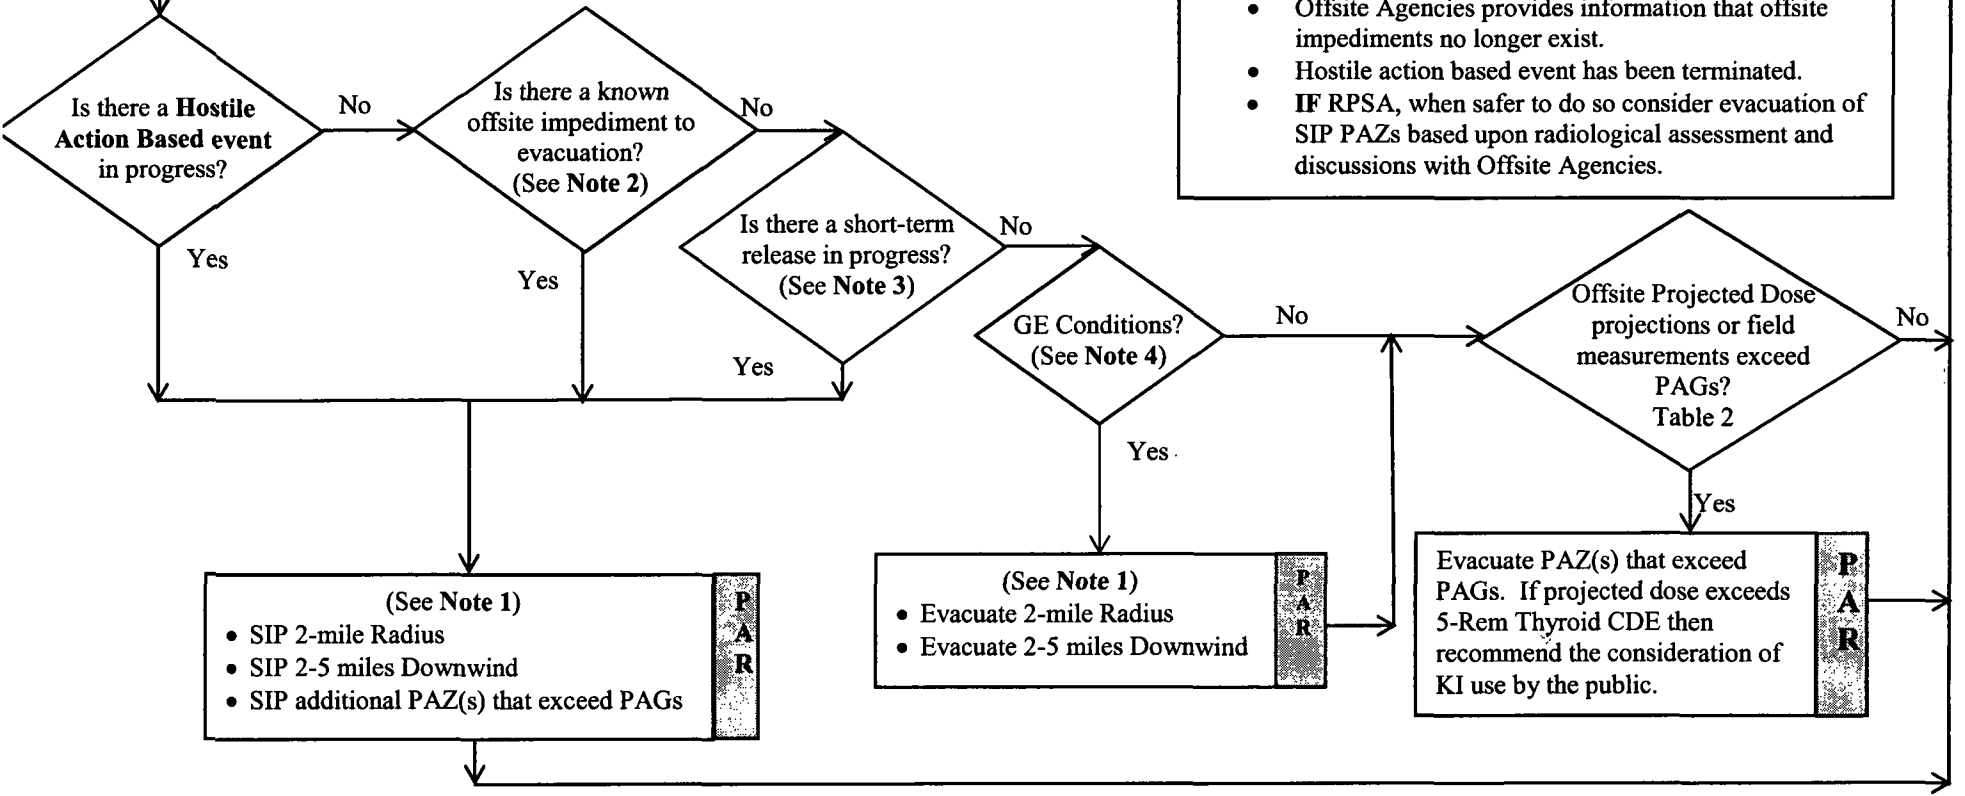 • Offsite Agencies provides information that offsite
impediments no longer exist.
• Hostile action based event has been terminated.
• IF RPSA, when safer to do so consider evacuation of
SIP PAZs based upon radiological assessment and
discussions with Offsite Agencies.
Is there a Hostile
Action Based event
in progress?
No
Yes
Is there a known
offsite impediment to
evacuation?
(See Note 2)
No
Yes
Is there a short-term
release in progress?
(See Note 3)
No
Yes
GE Conditions?
(See Note 4)
No
Yes
Offsite Projected Dose
projections or field
measurements exceed
PAGs?
Table 2
No
Yes
(See Note 1)
• SIP 2-mile Radius
• SIP 2-5 miles Downwind
• SIP additional PAZ(s) that exceed PAGs
P
A
R
(See Note 1)
• Evacuate 2-mile Radius
• Evacuate 2-5 miles Downwind
P
A
R
Evacuate PAZ(s) that exceed
PAGs. If projected dose exceeds
5-Rem Thyroid CDE then
recommend the consideration of
KI use by the public.
P
A
R